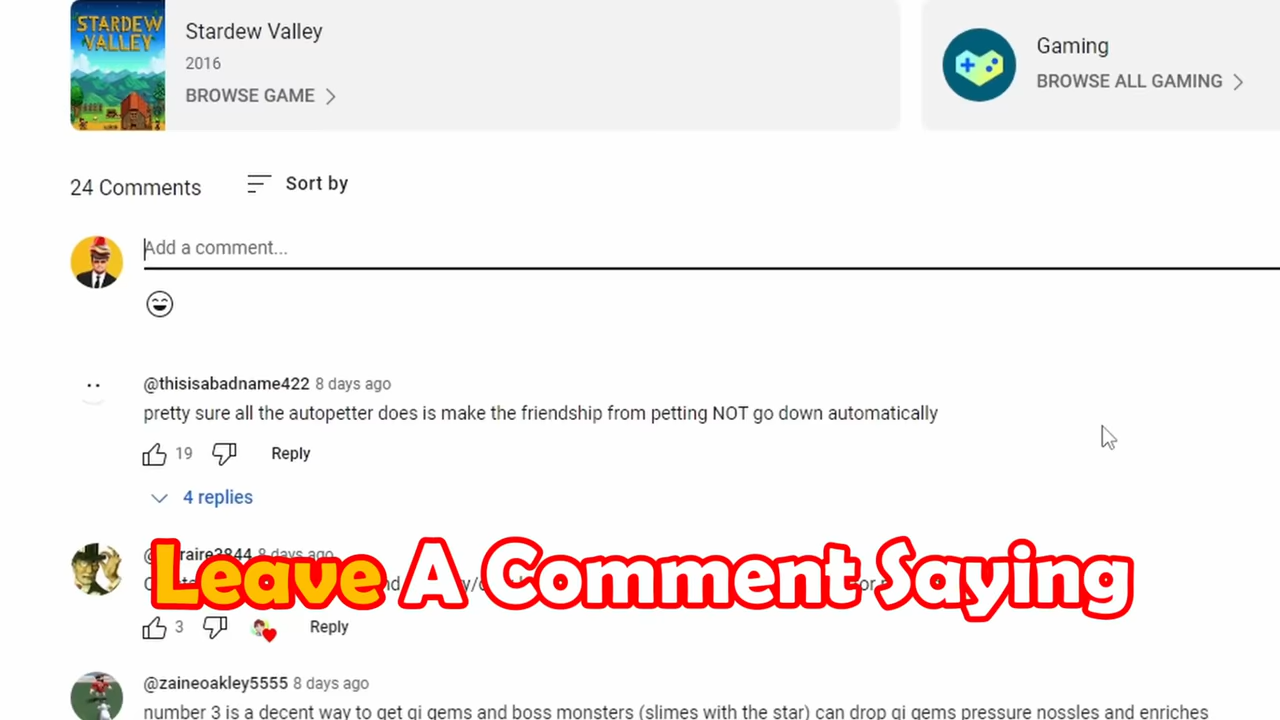 STARDEW
VALLEY
Stardew Valley
2016
BROWSE GAME
Gaming
BROWSE ALL GAMING
24 Comments
Sort by
Add a comment...
@thisisabadname422 8 days ago
pretty sure all the autopetter does is make the friendship from petting NOT go down automatically
19
Reply
4 replies
8 days ago
Leave A Comment Saying
3
Reply
@zaineoakley5555 8 days ago
number 3 is a decent way to get qi gems and boss monsters (slimes with the star) can drop qi gems pressure nossles and enriches